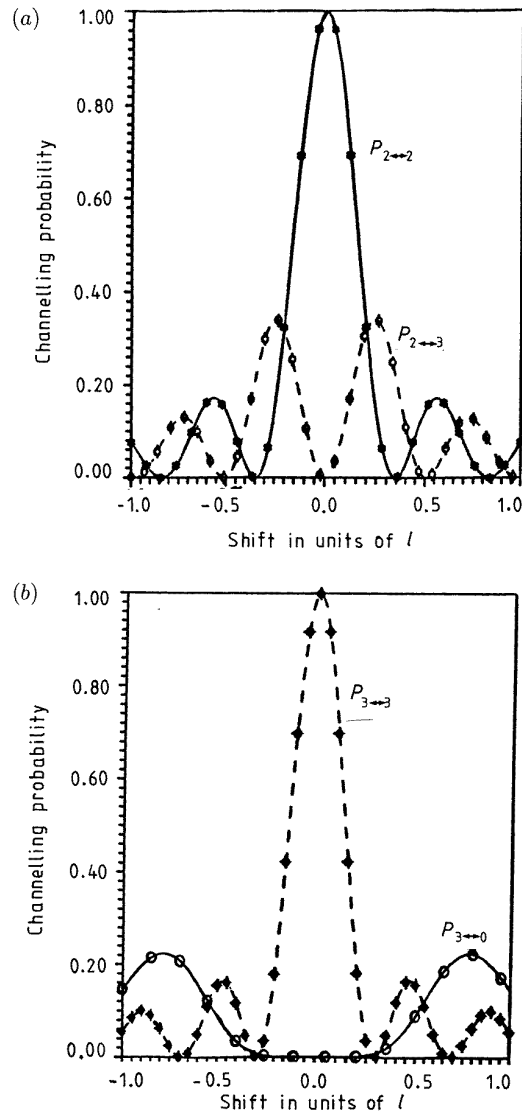 (a)
1.00
0.80
0.60
0.40
0.20
0.00
Channelling probability
P2↔2
P2↔3
-1.0 -0.5 0.0 0.5 1.0
Shift in units of l
(b)
1.00
0.80
0.60
0.40
0.20
0.00
Channelling probability
P3↔3
P3↔0
-1.0 -0.5 0.0 0.5 1.0
Shift in units of l